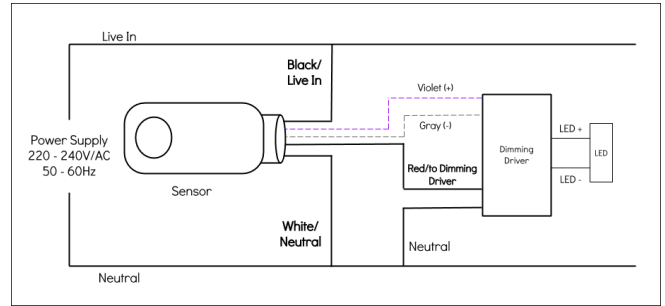 Live In
Black/
Live In
Violet (+)
Gray (-)
Power Supply
220 - 240V/AC
50 - 60Hz
Sensor
Red/to Dimming
Driver
Dimming
Driver
LED +
LED
LED -
White/
Neutral
Neutral
Neutral